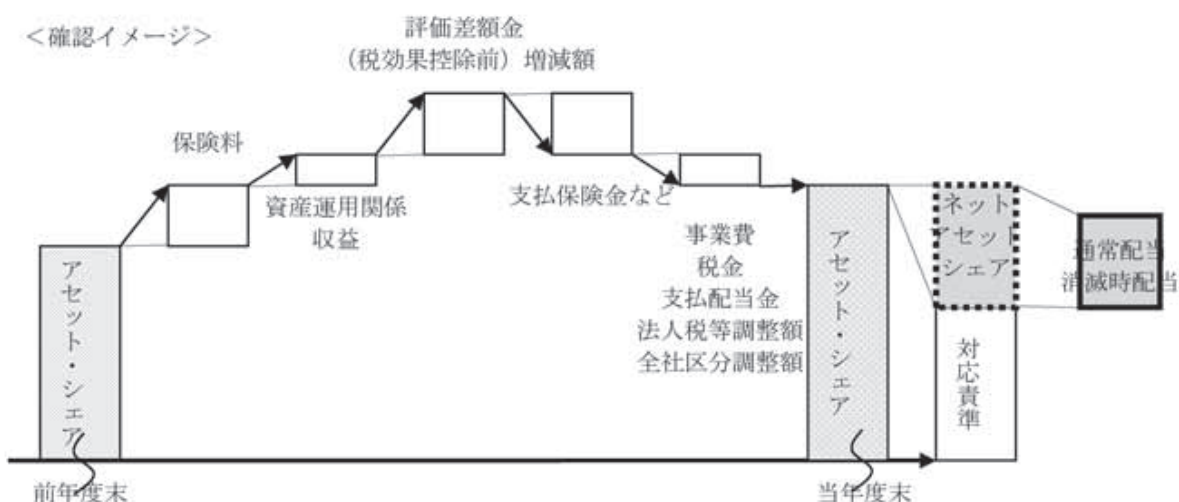 <確認イメージ>
評価差額金
(税効果控除前)増減額
保険料
資産運用関係
収益
支払保険金など
事業費
税金
支払配当金
法人税等調整額
全社区分調整額
アセット・シェア
アセット・シェア
ネット
アセット
シェア
対応責準
通常配当
消滅時配当
前年度末
当年度末